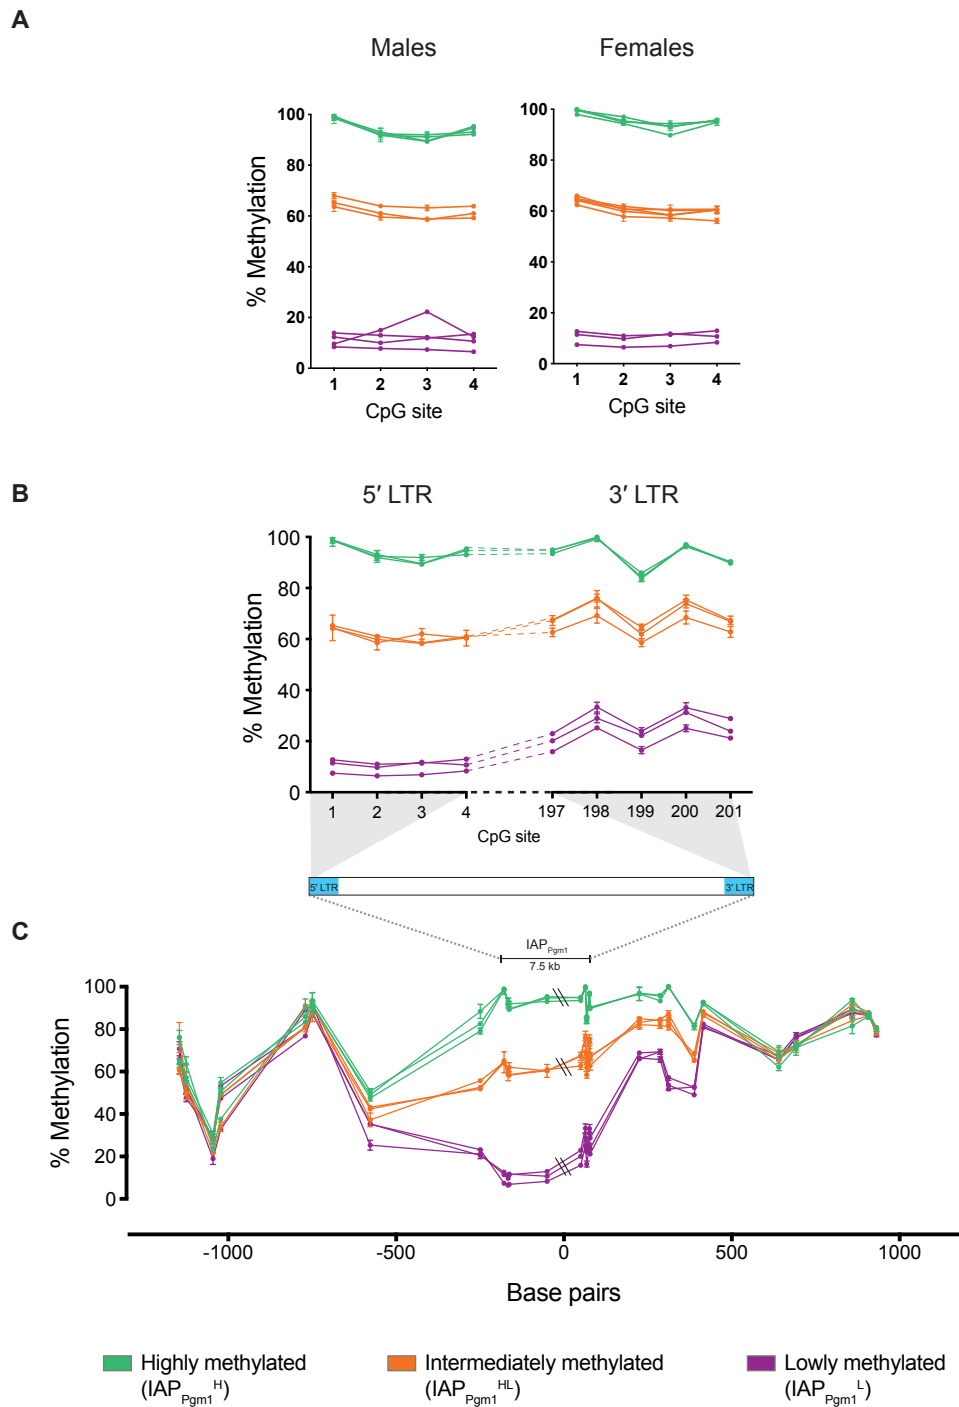 A
Males Females
% Methylation
100 80 60 40 20 0
100 80 60 40 20 0
1 2 3 4
1 2 3 4
CpG site CpG site
B
5′ LTR 3′ LTR
% Methylation
100 80 60 40 20 0
1 2 3 4 197 198 199 200 201
CpG site
5′ LTR 3′ LTR
C
IAPPgm1
7.5 kb
% Methylation
100 80 60 40 20 0
-1000 -500 0 500 1000
Base pairs
Highly methylated Intermediately methylated Lowly methylated
(IAPPgm1H) (IAPPgm1HL) (IAPPgm1L)